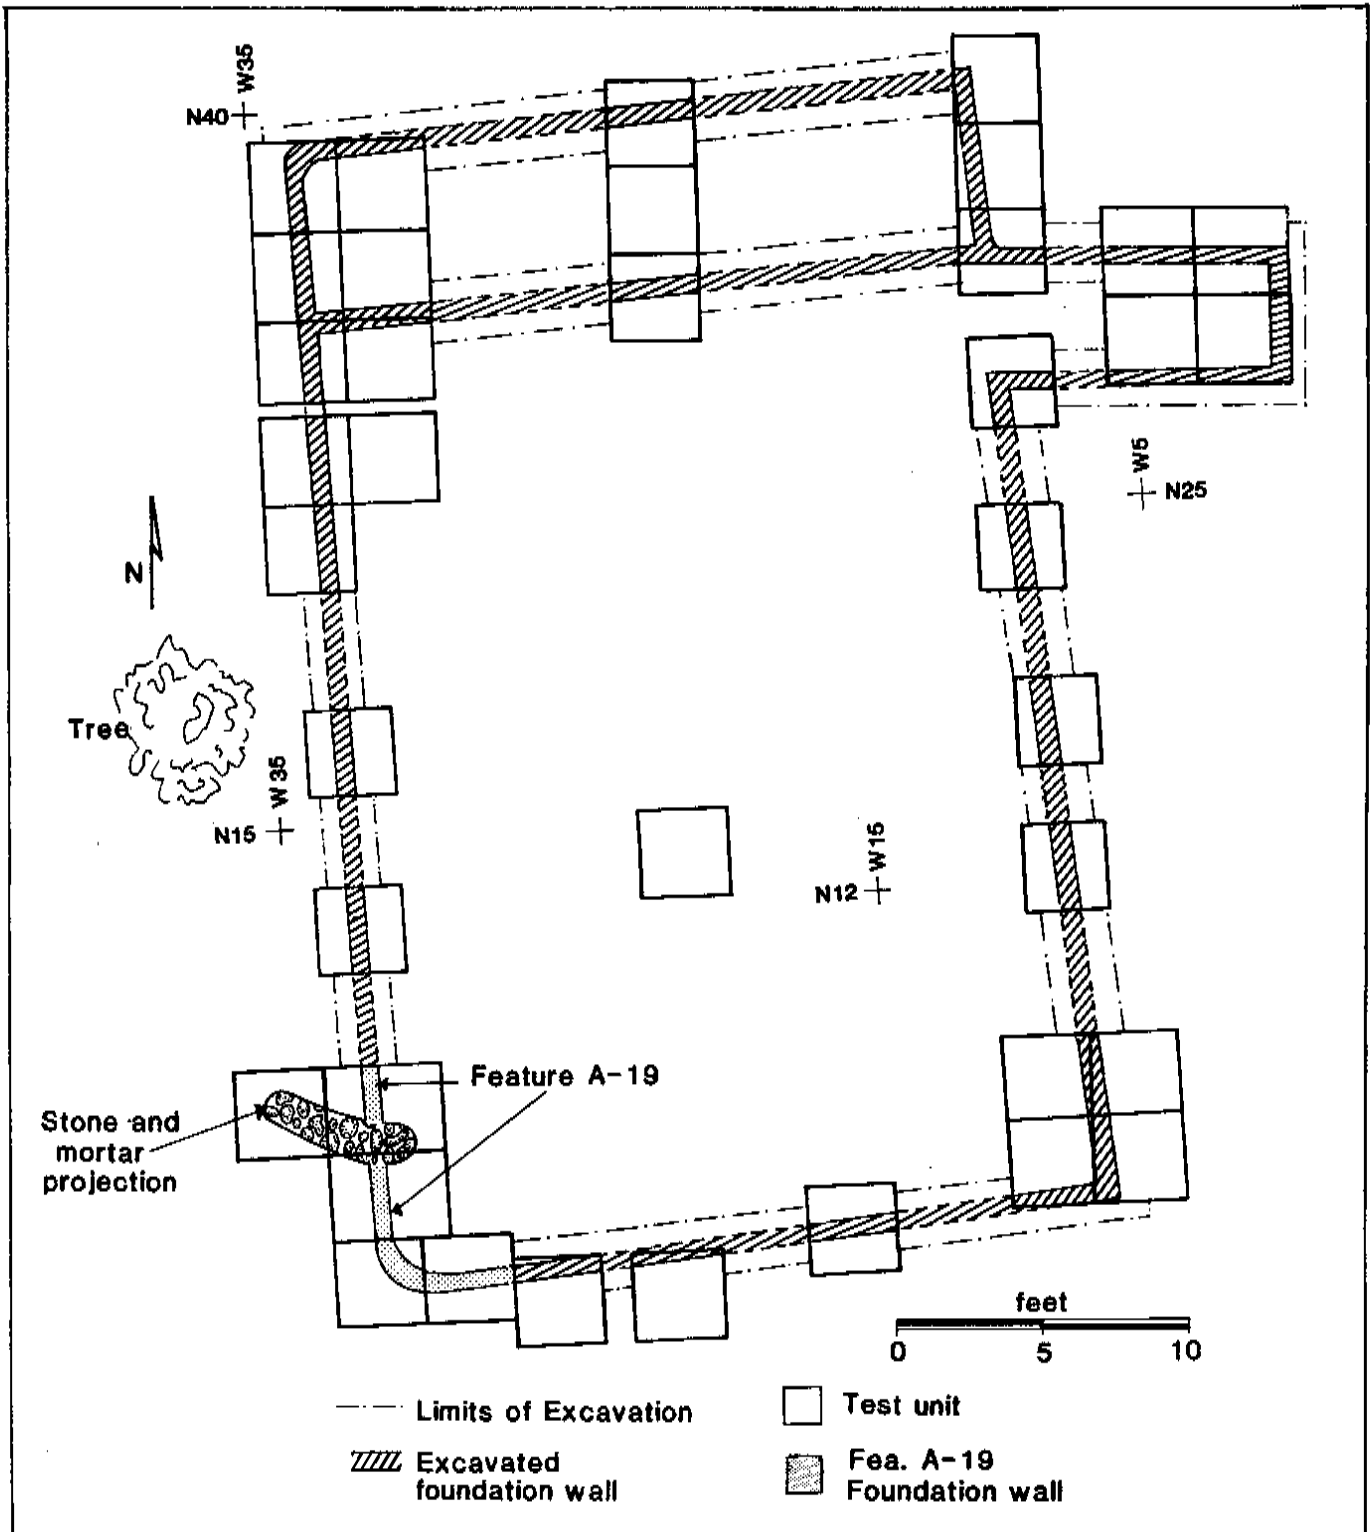 W35
N40
W5
N25
N
Tree
W35
N15
W15
N12
Feature A-19
Stone and
mortar
projection
feet
0 5 10
Limits of Excavation
Test unit
Excavated
foundation wall
Fea. A-19
Foundation wall